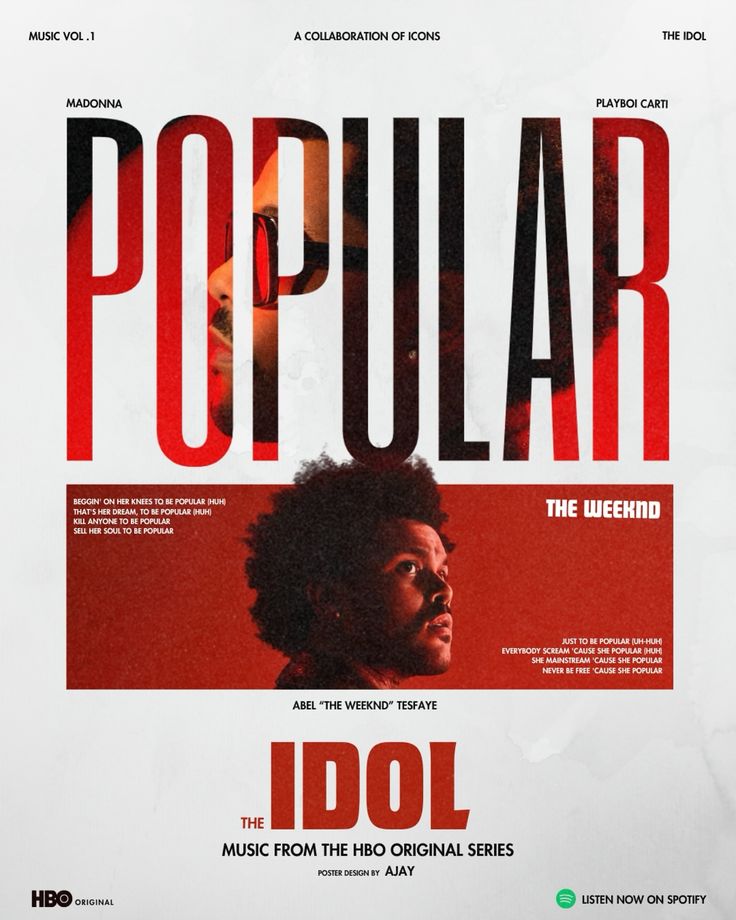 MUSIC VOL .1
A COLLABORATION OF ICONS
THE IDOL
MADONNA
PLAYBOI CARTI
POPULAR
BEGGIN' ON HER KNEES TO BE POPULAR (HUH)
THAT'S HER DREAM, TO BE POPULAR (HUH)
KILL ANYONE TO BE POPULAR
SELL HER SOUL TO BE POPULAR
THE WEEKND
JUST TO BE POPULAR (UH-HUH)
EVERYBODY SCREAM 'CAUSE SHE POPULAR (HUH)
SHE MAINSTREAM 'CAUSE SHE POPULAR
NEVER BE FREE 'CAUSE SHE POPULAR
ABEL “THE WEEKND” TESFAYE
THE IDOL
MUSIC FROM THE HBO ORIGINAL SERIES
POSTER DESIGN BY AJAY
HBO ORIGINAL
LISTEN NOW ON SPOTIFY